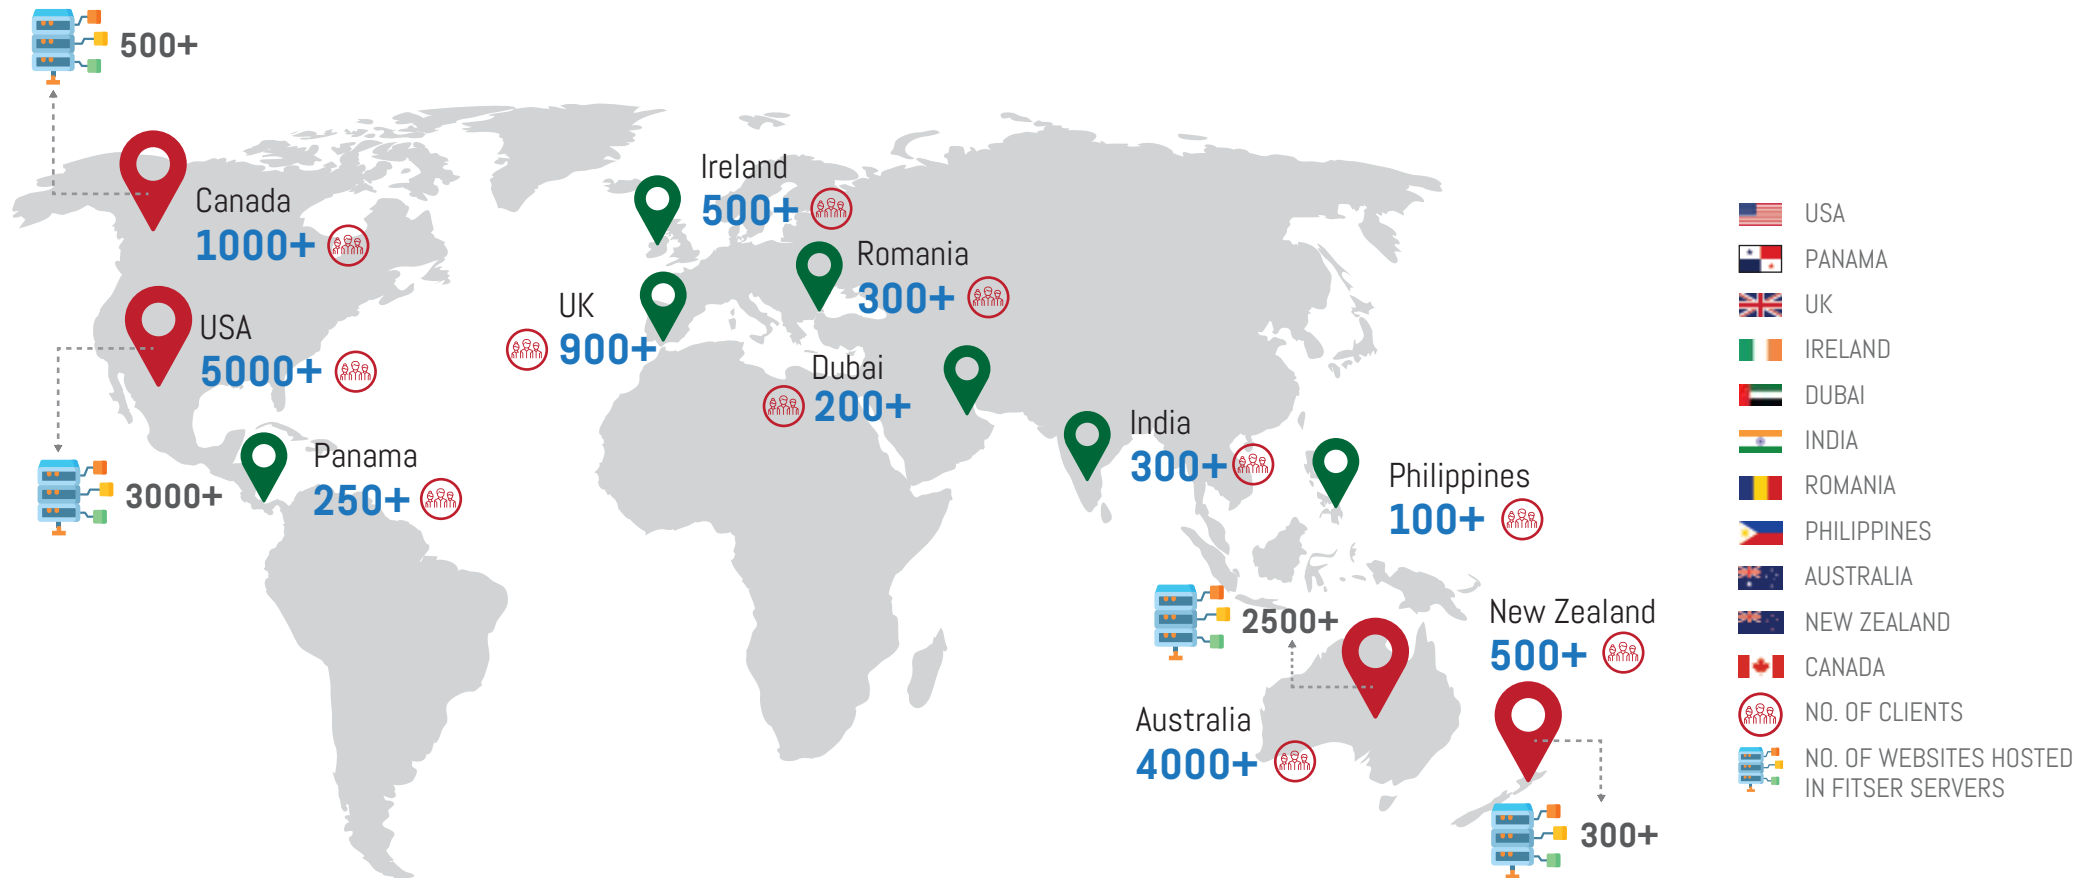 500+
Canada
1000+
USA
5000+
3000+
Panama
250+
Ireland
500+
Romania
300+
UK
900+
Dubai
200+
India
300+
Philippines
100+
2500+
Australia
4000+
New Zealand
500+
300+
USA
PANAMA
UK
IRELAND
DUBAI
INDIA
ROMANIA
PHILIPPINES
AUSTRALIA
NEW ZEALAND
CANADA
NO. OF CLIENTS
NO. OF WEBSITES HOSTED
IN FITSER SERVERS